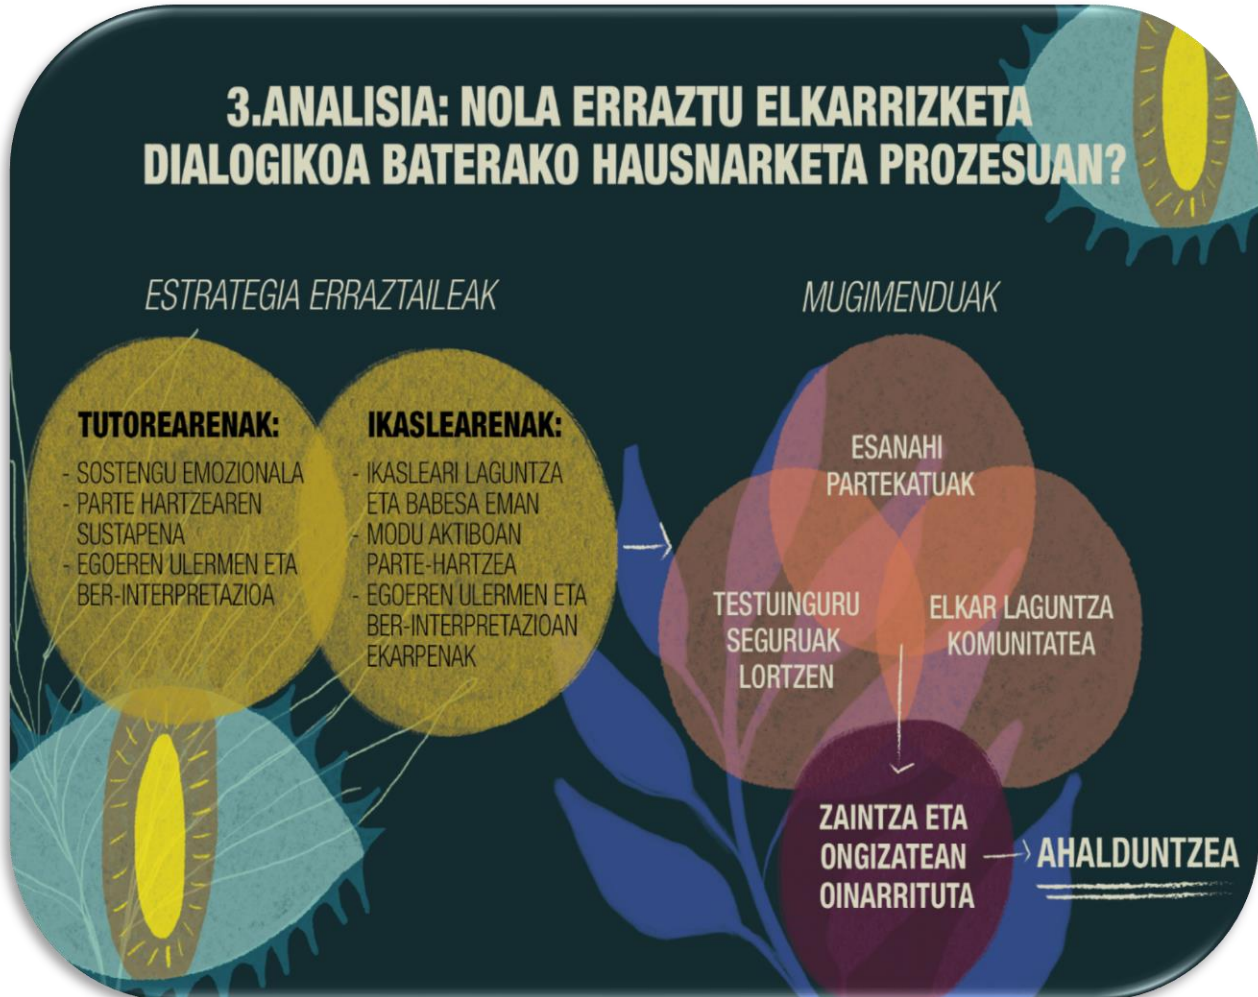 3.ANALISIA: NOLA ERRAZTU ELKARRIZKETA
DIALOGIKOA BATERAKO HAUSNARKETA PROZESUAN?
ESTRATEGIA ERRAZTAILEAK
TUTOREARENAK:
- SOSTENGU EMOZIONALA
- PARTE HARTZEAREN
SUSTAPENA
- EGOEREN ULERMEN ETA
BER-INTERPRETAZIOA
IKASLEARENAK:
- IKASLEARI LAGUNTZA
ETA BABESA EMAN
- MODU AKTIBOAN
PARTE-HARTZEA
- EGOEREN ULERMEN ETA
BER-INTERPRETAZIOAN
EKARPENAK
MUGIMENDUAK
ESANAHI
PARTEKATUAK
TESTUINGURU
SEGURUAK
LORTZEN
ELKAR LAGUNTZA
KOMUNITATEA
ZAINTZA ETA
ONGIZATEAN
OINARRITUTA
AHALDUNTZEA